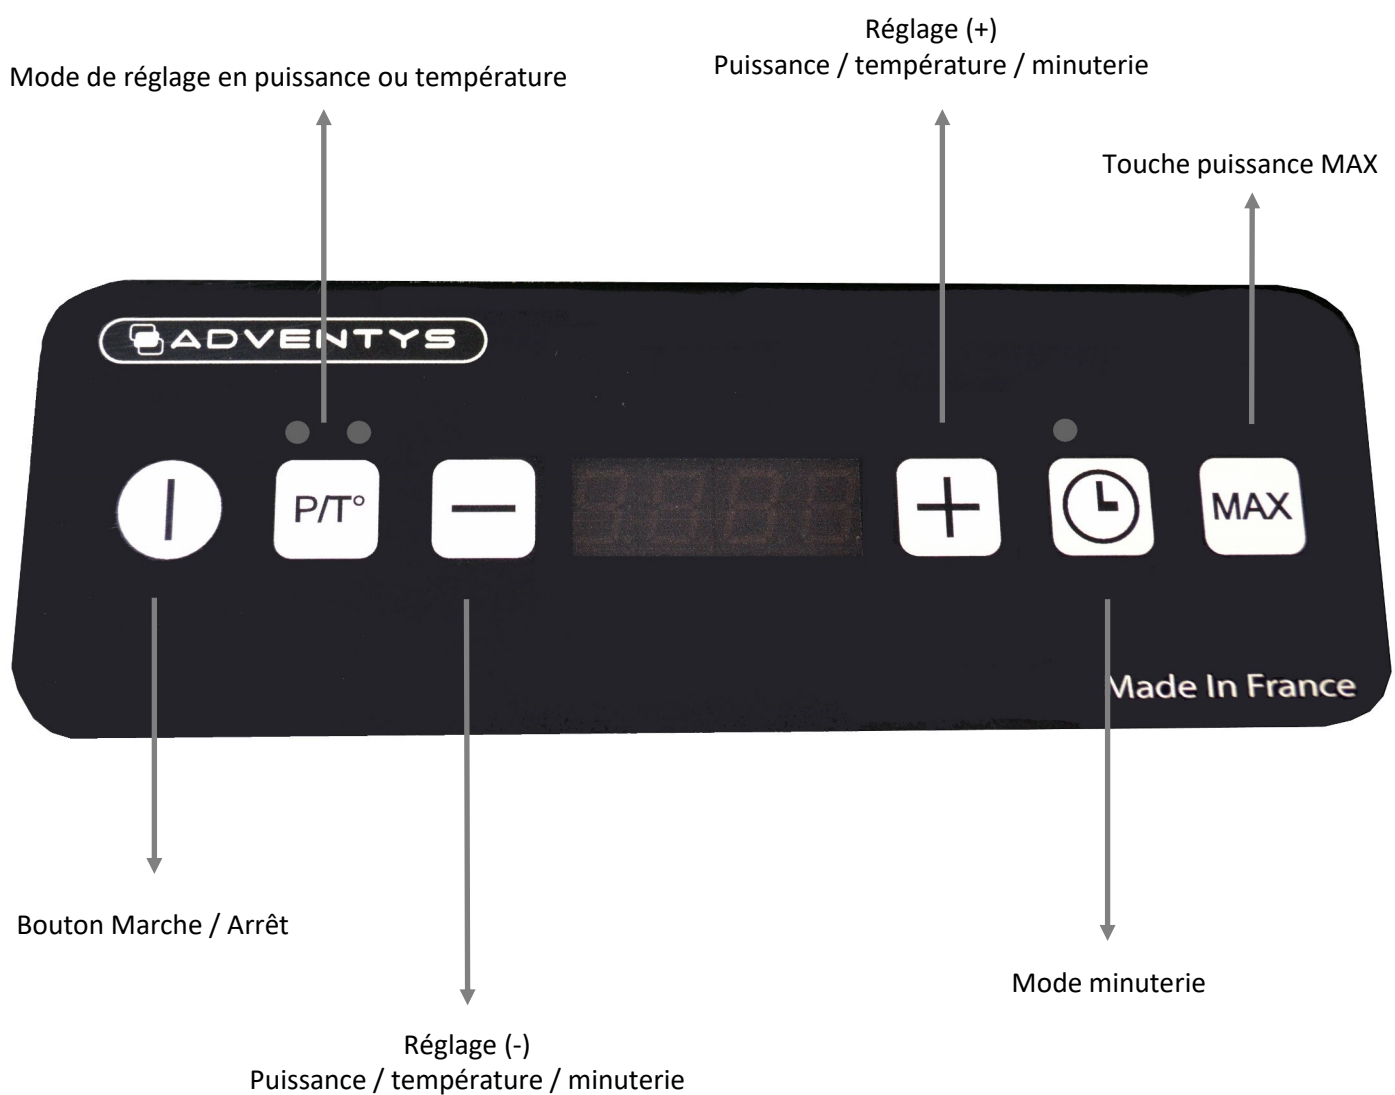 Réglage (+)
Puissance / température / minuterie
Mode de réglage en puissance ou température
Touche puissance MAX
ADVENTYS
P/T°
MAX
Made In France
Bouton Marche / Arrêt
Mode minuterie
Réglage (-)
Puissance / température / minuterie